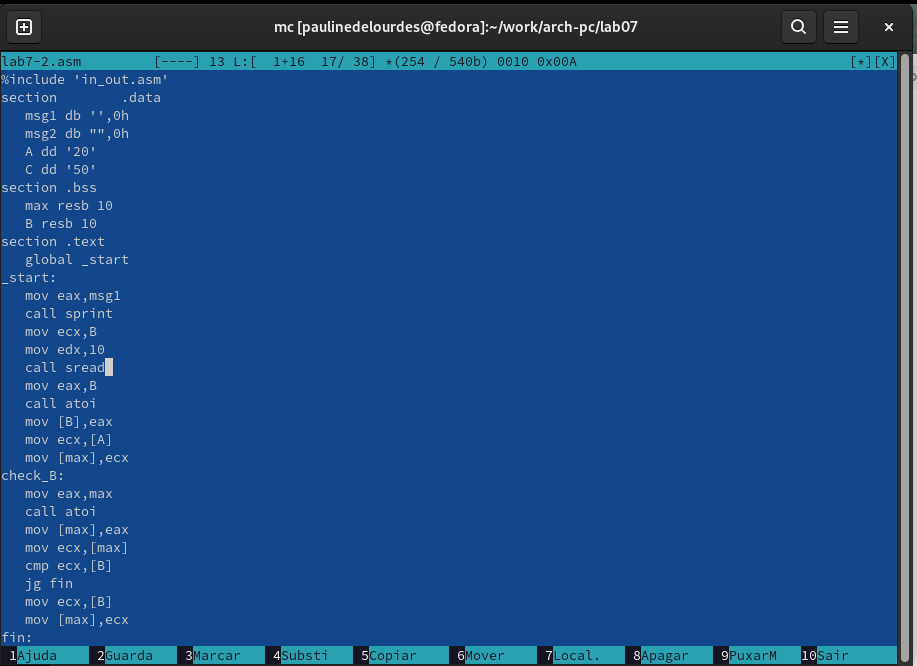 mc [paulinedelourdes@fedora]:~/work/arch-pc/lab07
lab7-2.asm [----] 13 L:[ 1+16 17/ 38] *(254 / 540b) 0010 0x00A [*][X]
%include 'in_out.asm'
section .data
msg1 db '',0h
msg2 db "",0h
A dd '20'
C dd '50'
section .bss
max resb 10
B resb 10
section .text
global _start
_start:
mov eax,msg1
call sprint
mov ecx,B
mov edx,10
call sread
mov eax,B
call atoi
mov [B],eax
mov ecx,[A]
mov [max],ecx
check_B:
mov eax,max
call atoi
mov [max],eax
mov ecx,[max]
cmp ecx,[B]
jg fin
mov ecx,[B]
mov [max],ecx
fin:
1Ajuda 2Guarda 3Marcar 4Substi 5Copiar 6Mover 7Local. 8Apagar 9PuxarM 10Sair